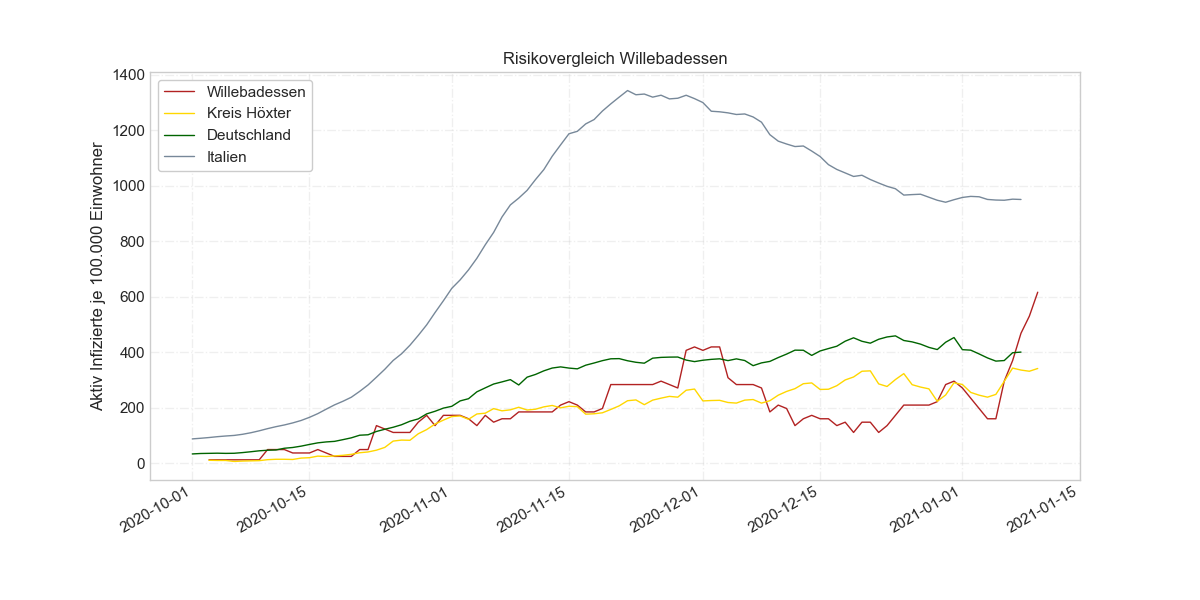 Risikovergleich Willebadessen
Willebadessen
Kreis Höxter
Deutschland
Italien
Aktiv Infizierte je 100.000 Einwohner
1400
1200
1000
800
600
400
200
0
2020-10-01
2020-10-15
2020-11-01
2020-11-15
2020-12-01
2020-12-15
2021-01-01
2021-01-15